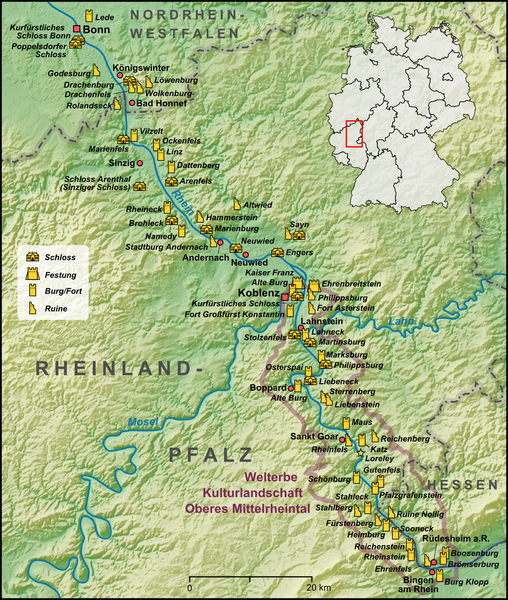 NORDRHEIN-
WESTFALEN
Lede
Kurfürstliches
Schloss Bonn
Bonn
Poppelsdorfer
Schloss
Godesburg
Königswinter
Drachenburg
Löwenburg
Drachenfels
Wolkenburg
Rolandseck
Bad Honnef
Vilzelt
Marienfels
Ockenfels
Linz
Sinzig
Dattenberg
Schloss Arenthal
(Sinziger Schloss)
Arenfels
Rhein
Altwied
Rheineck
Hammerstein
Brohleck
Marienburg
Sayn
Namedy
Neuwied
Stadtburg Andernach
Andernach
Engers
Neuwied
Schloss
Festung
Burg/Fort
Ruine
Kaiser Franz
Alte Burg
Ehrenbreitstein
Koblenz
Philippsburg
Kurfürstliches Schloss
Fort Asterstein
Fort Großfürst Konstantin
Lahn
Lahnstein
Lahneck
Stolzenfels
Martinsburg
Marksburg
Philippsburg
RHEINLAND-
Osterspai
Liebeneck
Boppard
Sterrenberg
Alte Burg
Liebenstein
Mosel
Maus
Sankt Goar
Reichenberg
Rheinfels
Katz
Loreley
PFALZ
Gutenfels
Welterbe
Kulturlandschaft
Oberes Mittelrheintal
Schönburg
HESSEN
Pfalzgrafenstein
Stahleck
Stahlberg
Ruine Nollig
Fürstenberg
Sooneck
Heimburg
Rüdesheim a.R.
Reichenstein
Boosenburg
Rheinstein
Brömserburg
Ehrenfels
Bingen
am Rhein
Burg Klopp
0
20 km